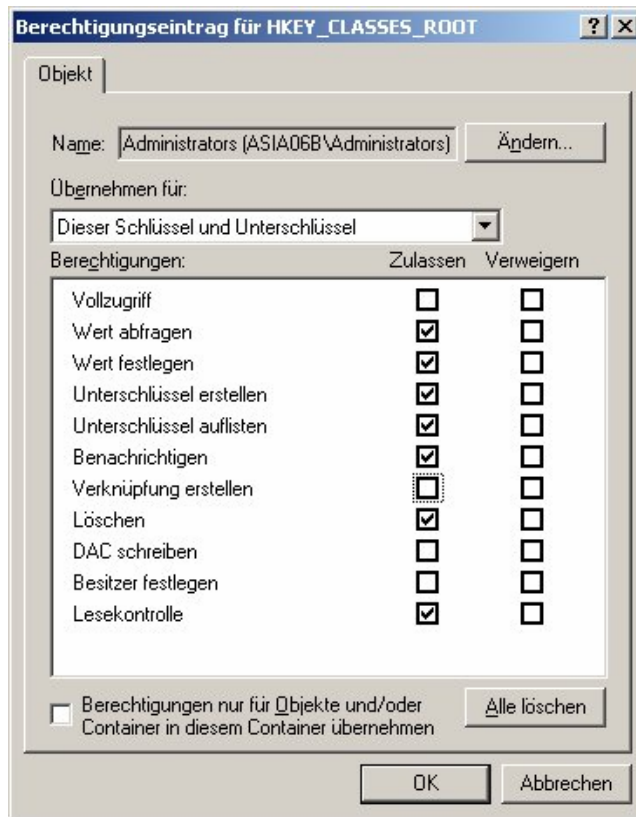 Berechtigungseintrag für HKEY_CLASSES_ROOT
Objekt
Name: Administrators (ASIA06B\Administrators) Ändern...
Übernehmen für:
Dieser Schlüssel und Unterschlüssel
Berechtigungen: Zulassen Verweigern
Vollzugriff
Wert abfragen
Wert festlegen
Unterschlüssel erstellen
Unterschlüssel auflisten
Benachrichtigen
Verknüpfung erstellen
Löschen
DAC schreiben
Besitzer festlegen
Lesekontrolle
Berechtigungen nur für Objekte und/oder
Container in diesem Container übernehmen
Alle löschen
OK Abbrechen